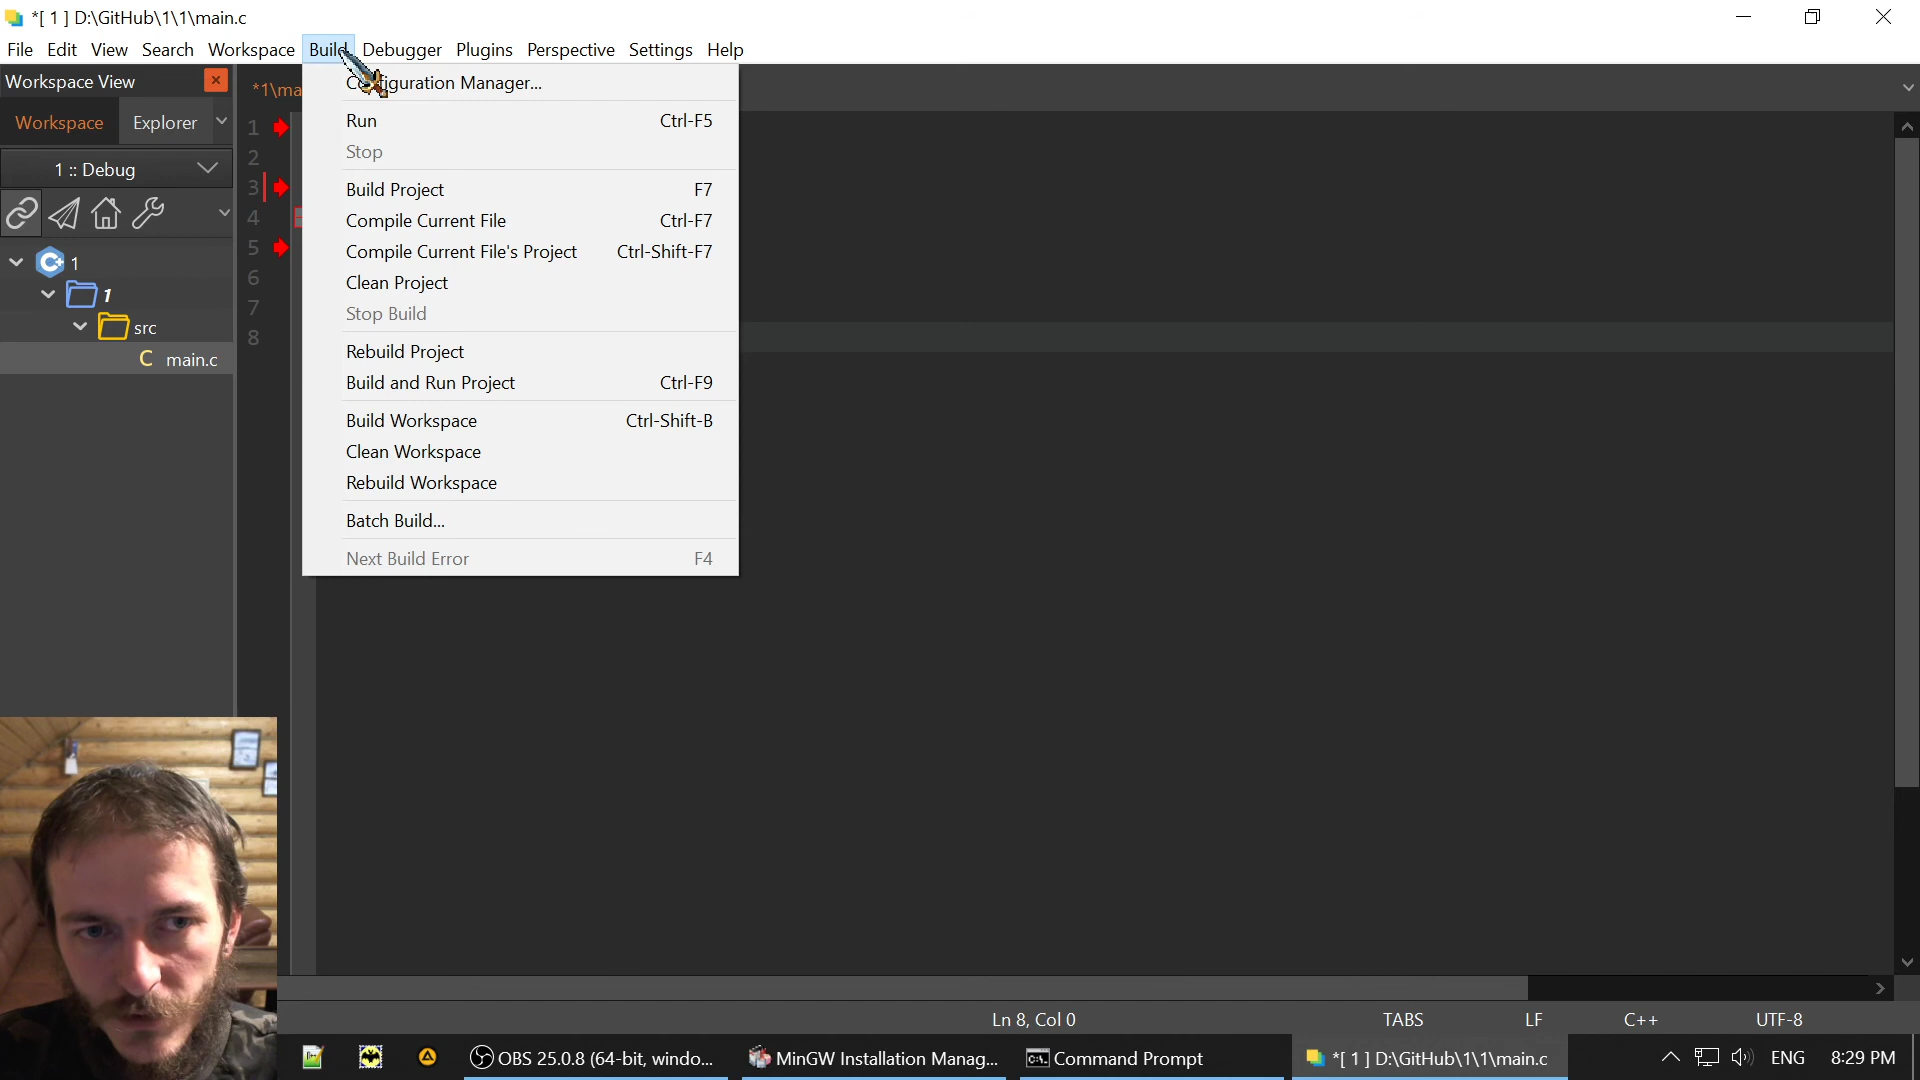 *[ 1 ] D:\GitHub\1\1\main.c
File Edit View Search Workspace Build Debugger Plugins Perspective Settings Help
Workspace View
*1\ma
Workspace Explorer
1 :: Debug
1
1
src
C main.c
1
2
3
4
5
6
7
8
Configuration Manager...
Run Ctrl-F5
Stop
Build Project F7
Compile Current File Ctrl-F7
Compile Current File's Project Ctrl-Shift-F7
Clean Project
Stop Build
Rebuild Project
Build and Run Project Ctrl-F9
Build Workspace Ctrl-Shift-B
Clean Workspace
Rebuild Workspace
Batch Build...
Next Build Error F4
Ln 8, Col 0 TABS LF C++ UTF-8
OBS 25.0.8 (64-bit, windo... MinGW Installation Manag... Command Prompt *[ 1 ] D:\GitHub\1\1\main.c ENG 8:29 PM